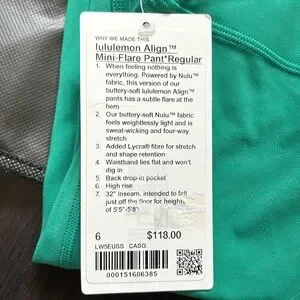 WHY WE MADE THIS
lululemon Align™
Mini-Flare Pant*Regular
1. When feeling nothing is
everything. Powered by Nulu™
fabric, this version of our
buttery-soft lululemon Align™
pants has a subtle flare at the
hem
2. Our buttery-soft Nulu™ fabric
feels weightlessly light and is
sweat-wicking and four-way
stretch
3. Added Lycra® fibre for stretch
and shape retention
4. Waistband lies flat and won't
dig in
5. Back drop-in pocket
6. High rise
7. 32" inseam, intended to fall
just off the floor for heights
of 5'5"-5'8"
6 $118.00
LW5EUSS CASG
000151606385